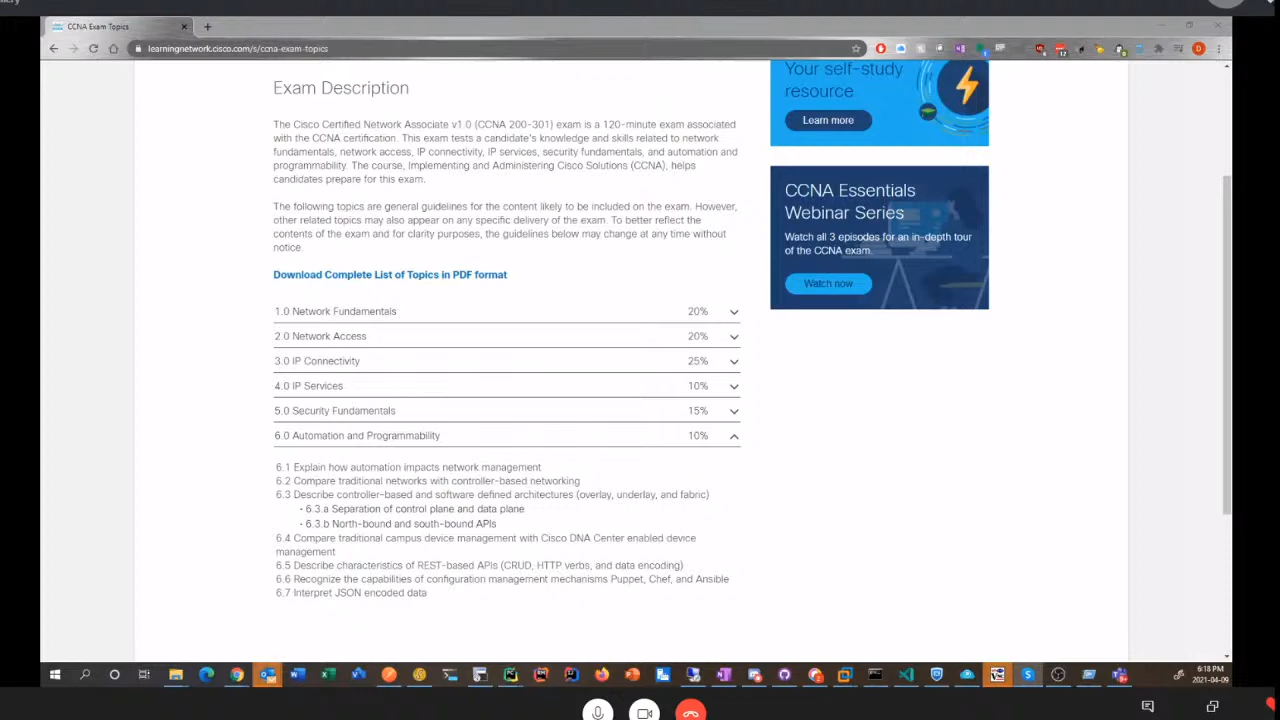 CCNA Exam Topics
learningnetwork.cisco.com/s/ccna-exam-topics
Exam Description
The Cisco Certified Network Associate v1.0 (CCNA 200-301) exam is a 120-minute exam associated
with the CCNA certification. This exam tests a candidate's knowledge and skills related to network
fundamentals, network access, IP connectivity, IP services, security fundamentals, and automation and
programmability. The course, Implementing and Administering Cisco Solutions (CCNA), helps
candidates prepare for this exam.
The following topics are general guidelines for the content likely to be included on the exam. However,
other related topics may also appear on any specific delivery of the exam. To better reflect the
contents of the exam and for clarity purposes, the guidelines below may change at any time without
notice.
Download Complete List of Topics in PDF format
1.0 Network Fundamentals 20%
2.0 Network Access 20%
3.0 IP Connectivity 25%
4.0 IP Services 10%
5.0 Security Fundamentals 15%
6.0 Automation and Programmability 10%
6.1 Explain how automation impacts network management
6.2 Compare traditional networks with controller-based networking
6.3 Describe controller-based and software defined architectures (overlay, underlay, and fabric)
· 6.3.a Separation of control plane and data plane
· 6.3.b North-bound and south-bound APIs
6.4 Compare traditional campus device management with Cisco DNA Center enabled device
management
6.5 Describe characteristics of REST-based APIs (CRUD, HTTP verbs, and data encoding)
6.6 Recognize the capabilities of configuration management mechanisms Puppet, Chef, and Ansible
6.7 Interpret JSON encoded data
Your self-study
resource
Learn more
CCNA Essentials
Webinar Series
Watch all 3 episodes for an in-depth tour
of the CCNA exam.
Watch now
6:18 PM
2021-04-09